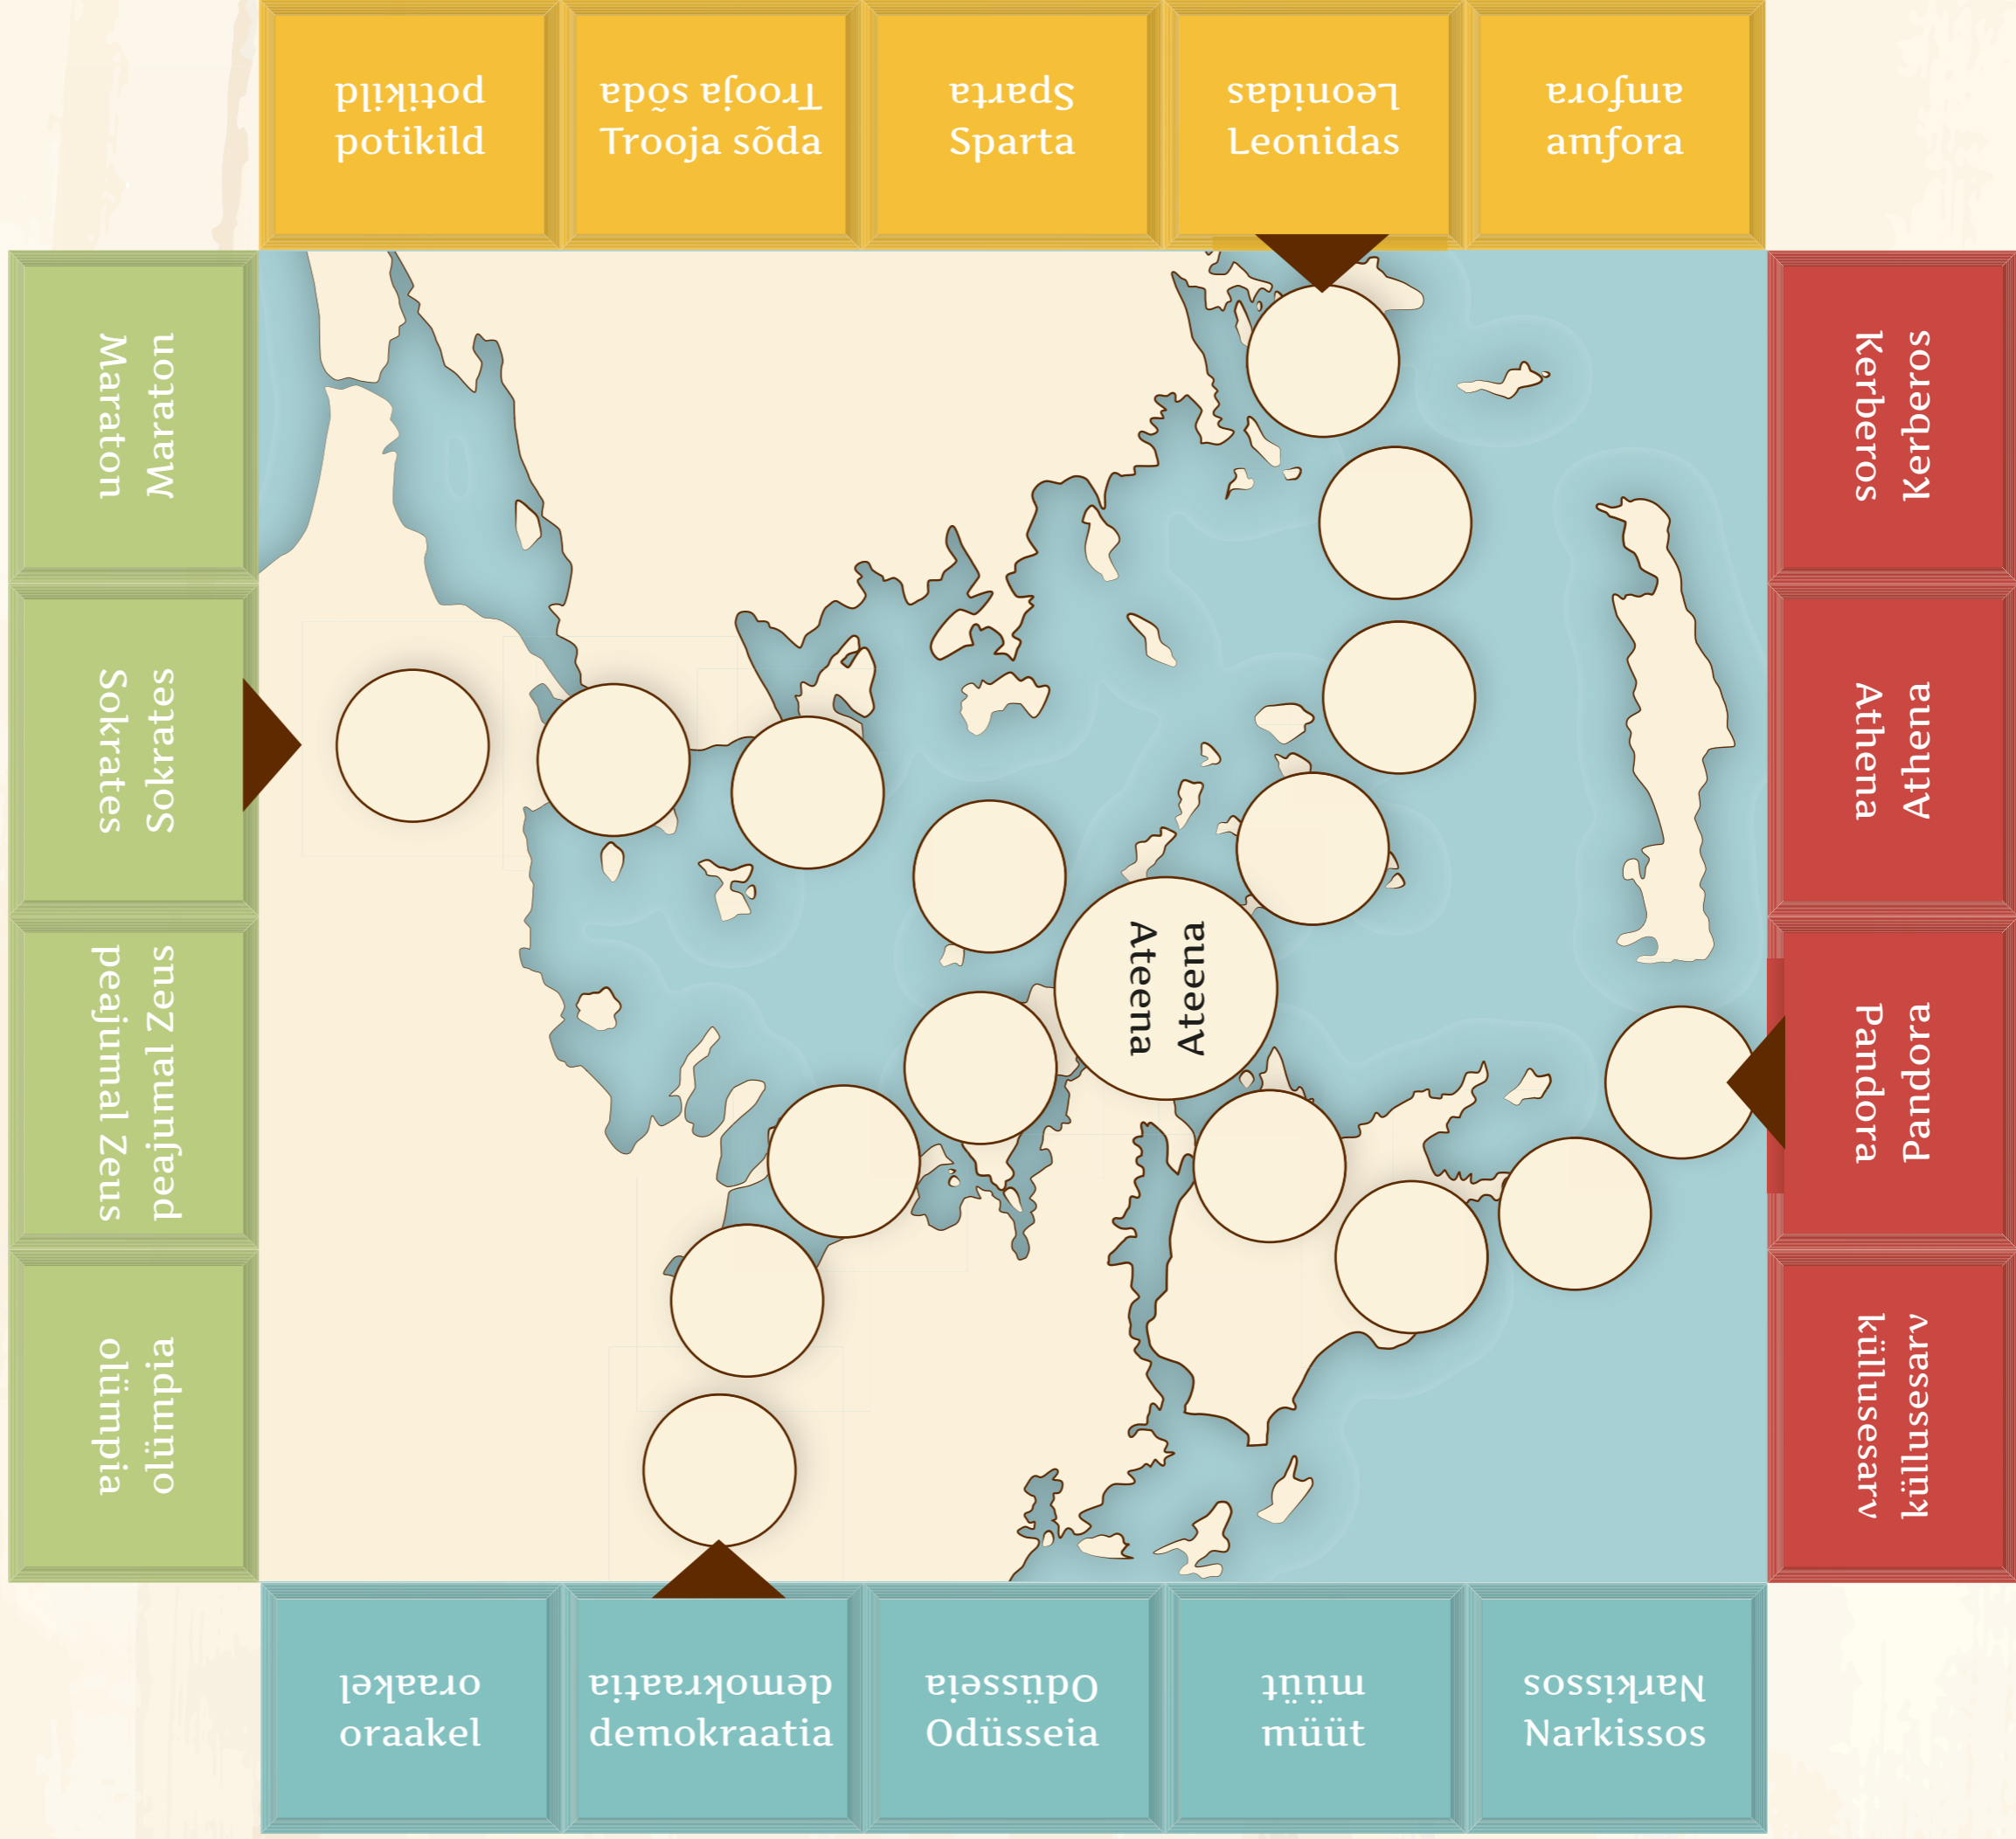 potikild
potikild
Trooja sõda
Trooja sõda
Sparta
Sparta
Leonidas
Leonidas
amfora
amfora
Maraton
Maraton
Sokrates
Sokrates
peajumal Zeus
peajumal Zeus
olümpia
olümpia
Ateena
Ateena
Kerberos
Kerberos
Athena
Athena
Pandora
Pandora
küllusesarv
küllusesarv
oraakel
oraakel
demokraatia
demokraatia
Odüsseia
Odüsseia
müüt
müüt
Narkissos
Narkissos